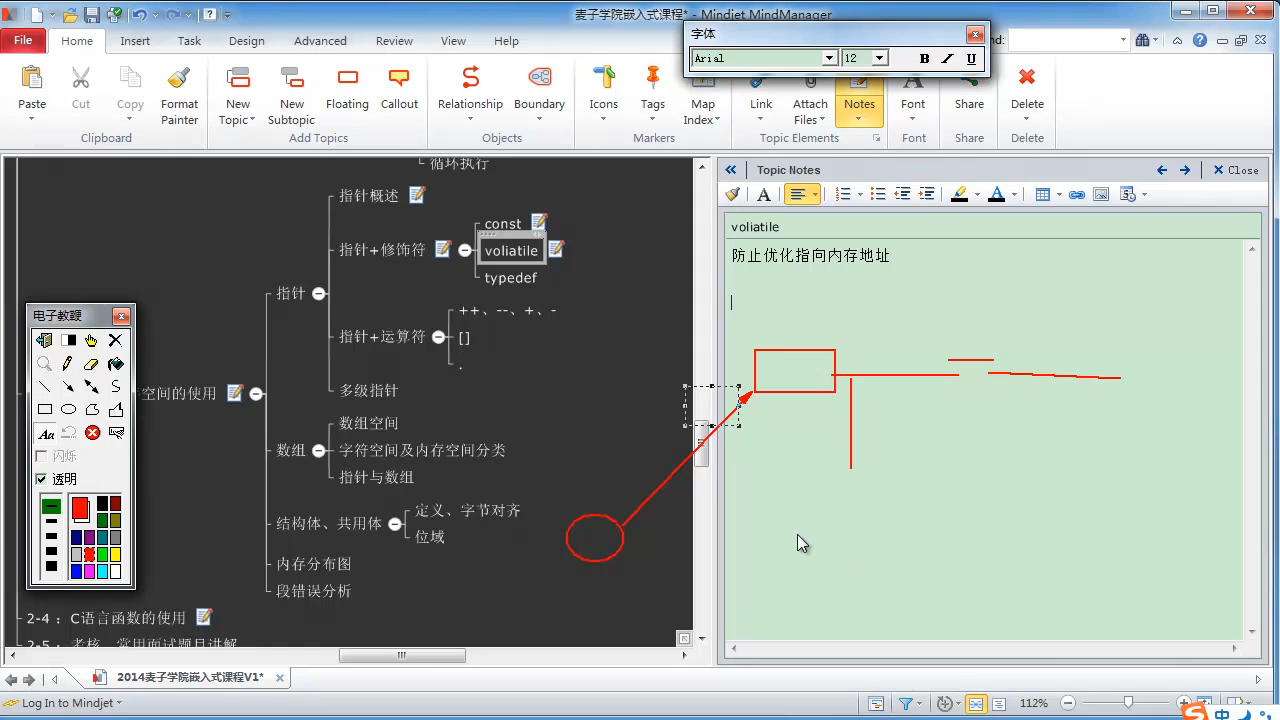 麦子学院嵌入式课程* - Mindjet MindManager
File
Home
Insert
Task
Design
Advanced
Review
View
Help
字体
Arial
12
B I U
Paste
Cut
Copy
Format Painter
Clipboard
New Topic
New Subtopic
Floating
Callout
Add Topics
Relationship
Boundary
Objects
Icons
Tags
Map Index
Markers
Link
Attach Files
Notes
Topic Elements
Font
Font
Share
Share
Delete
Delete
循环执行
指针概述
指针+修饰符
const
voliatile
typedef
指针
指针+运算符
++、--、+、-
[]
.
多级指针
空间的使用
数组
数组空间
字符空间及内存空间分类
指针与数组
结构体、共用体
定义、字节对齐
位域
内存分布图
段错误分析
2-4：C语言函数的使用
电子教鞭
Aa
闪烁
透明
Topic Notes
Close
voliatile
防止优化指向内存地址
2014麦子学院嵌入式课程V1*
Log In to Mindjet
112%
中